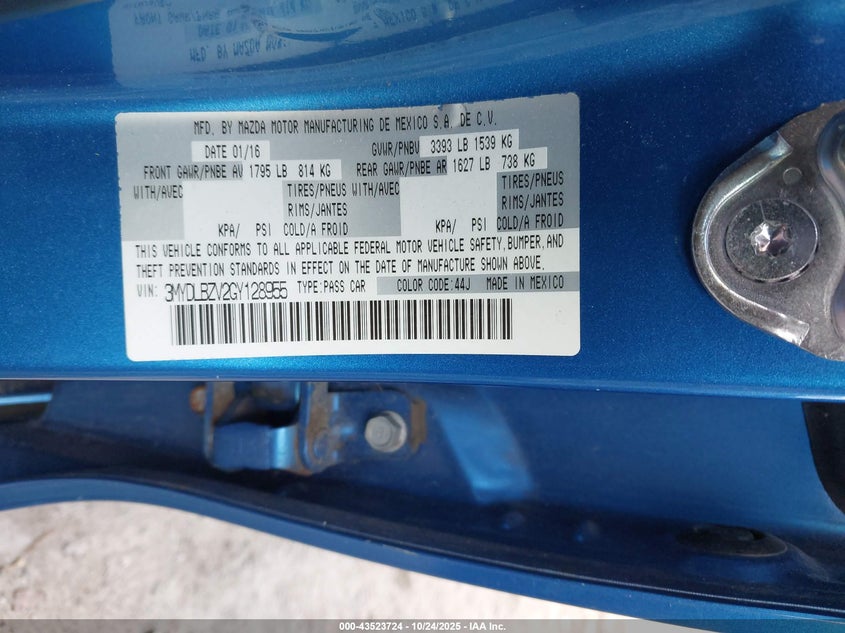 MFD. BY MAZDA MOTOR MANUFACTURING DE MEXICO S.A. DE C.V.
DATE 01/16 GVWR/PNBV 3393 LB 1539 KG
FRONT GAWR/PNBE AV 1795 LB 814 KG REAR GAWR/PNBE AR 1627 LB 738 KG
WITH/AVEC TIRES/PNEUS WITH/AVEC TIRES/PNEUS
RIMS/JANTES RIMS/JANTES
KPA/ PSI COLD/A FROID KPA/ PSI COLD/A FROID
THIS VEHICLE CONFORMS TO ALL APPLICABLE FEDERAL MOTOR VEHICLE SAFETY, BUMPER, AND
THEFT PREVENTION STANDARDS IN EFFECT ON THE DATE OF MANUFACTURE SHOWN ABOVE.
VIN: 3MYDLBZV2GY128955 TYPE:PASS CAR COLOR CODE:44J MADE IN MEXICO
000-43523724 - 10/24/2025 - IAA Inc.